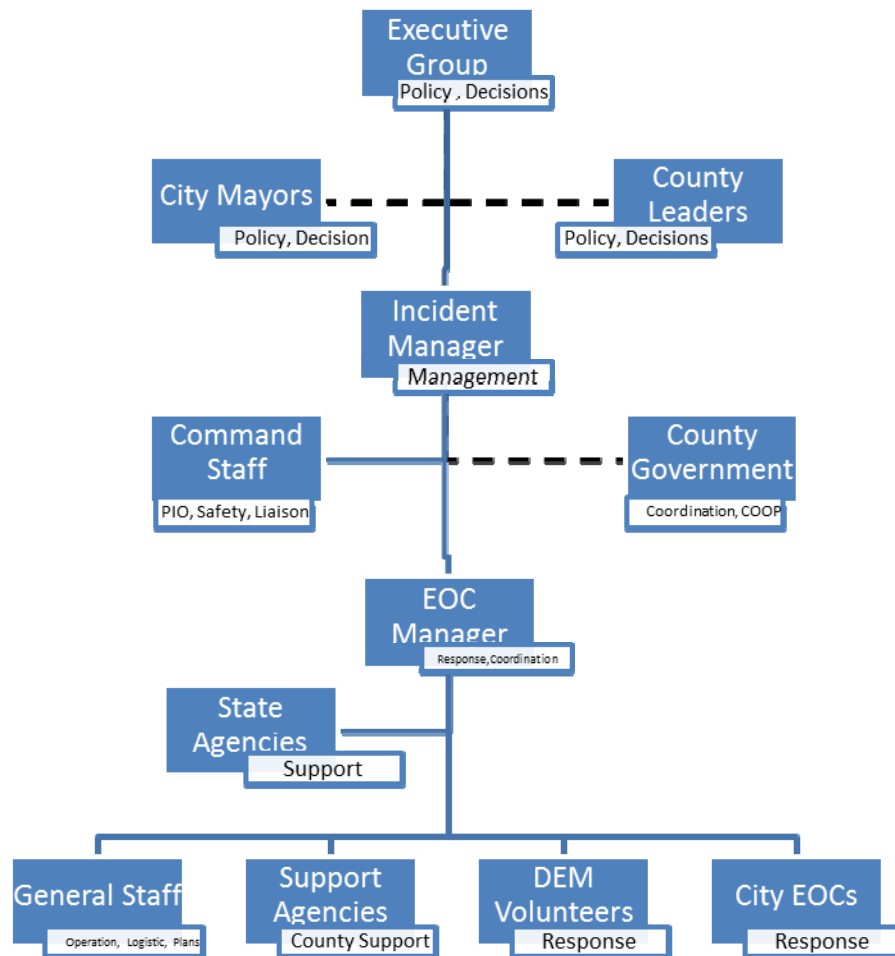 Executive
Group
Policy , Decisions
City Mayors
Policy, Decision
County
Leaders
Policy, Decisions
Incident
Manager
Management
Command
Staff
PIO, Safety, Liaison
County
Government
Coordination, COOP
EOC
Manager
Response,Coordination
State
Agencies
Support
General Staff
Operation, Logistic, Plans
Support
Agencies
County Support
DEM
Volunteers
Response
City EOCs
Response